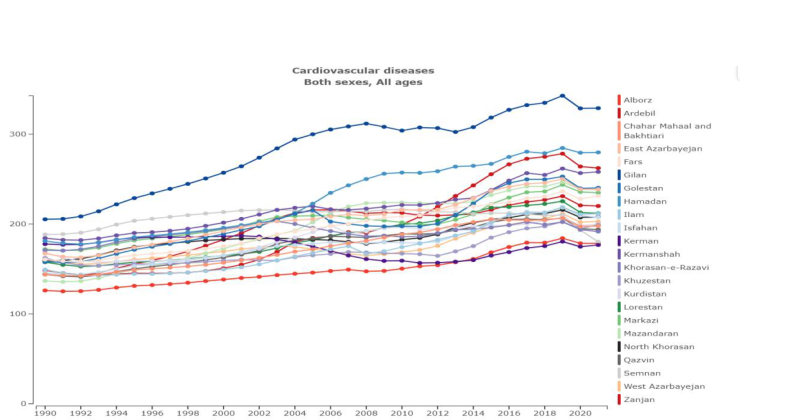 Cardiovascular diseases
Both sexes, All ages
300
200
100
0
1990 1992 1994 1996 1998 2000 2002 2004 2006 2008 2010 2012 2014 2016 2018 2020
Alborz
Ardebil
Chahar Mahaal and
Bakhtiari
East Azarbayejan
Fars
Gilan
Golestan
Hamadan
Ilam
Isfahan
Kerman
Kermanshah
Khorasan-e-Razavi
Khuzestan
Kurdistan
Lorestan
Markazi
Mazandaran
North Khorasan
Qazvin
Semnan
West Azarbayejan
Zanjan